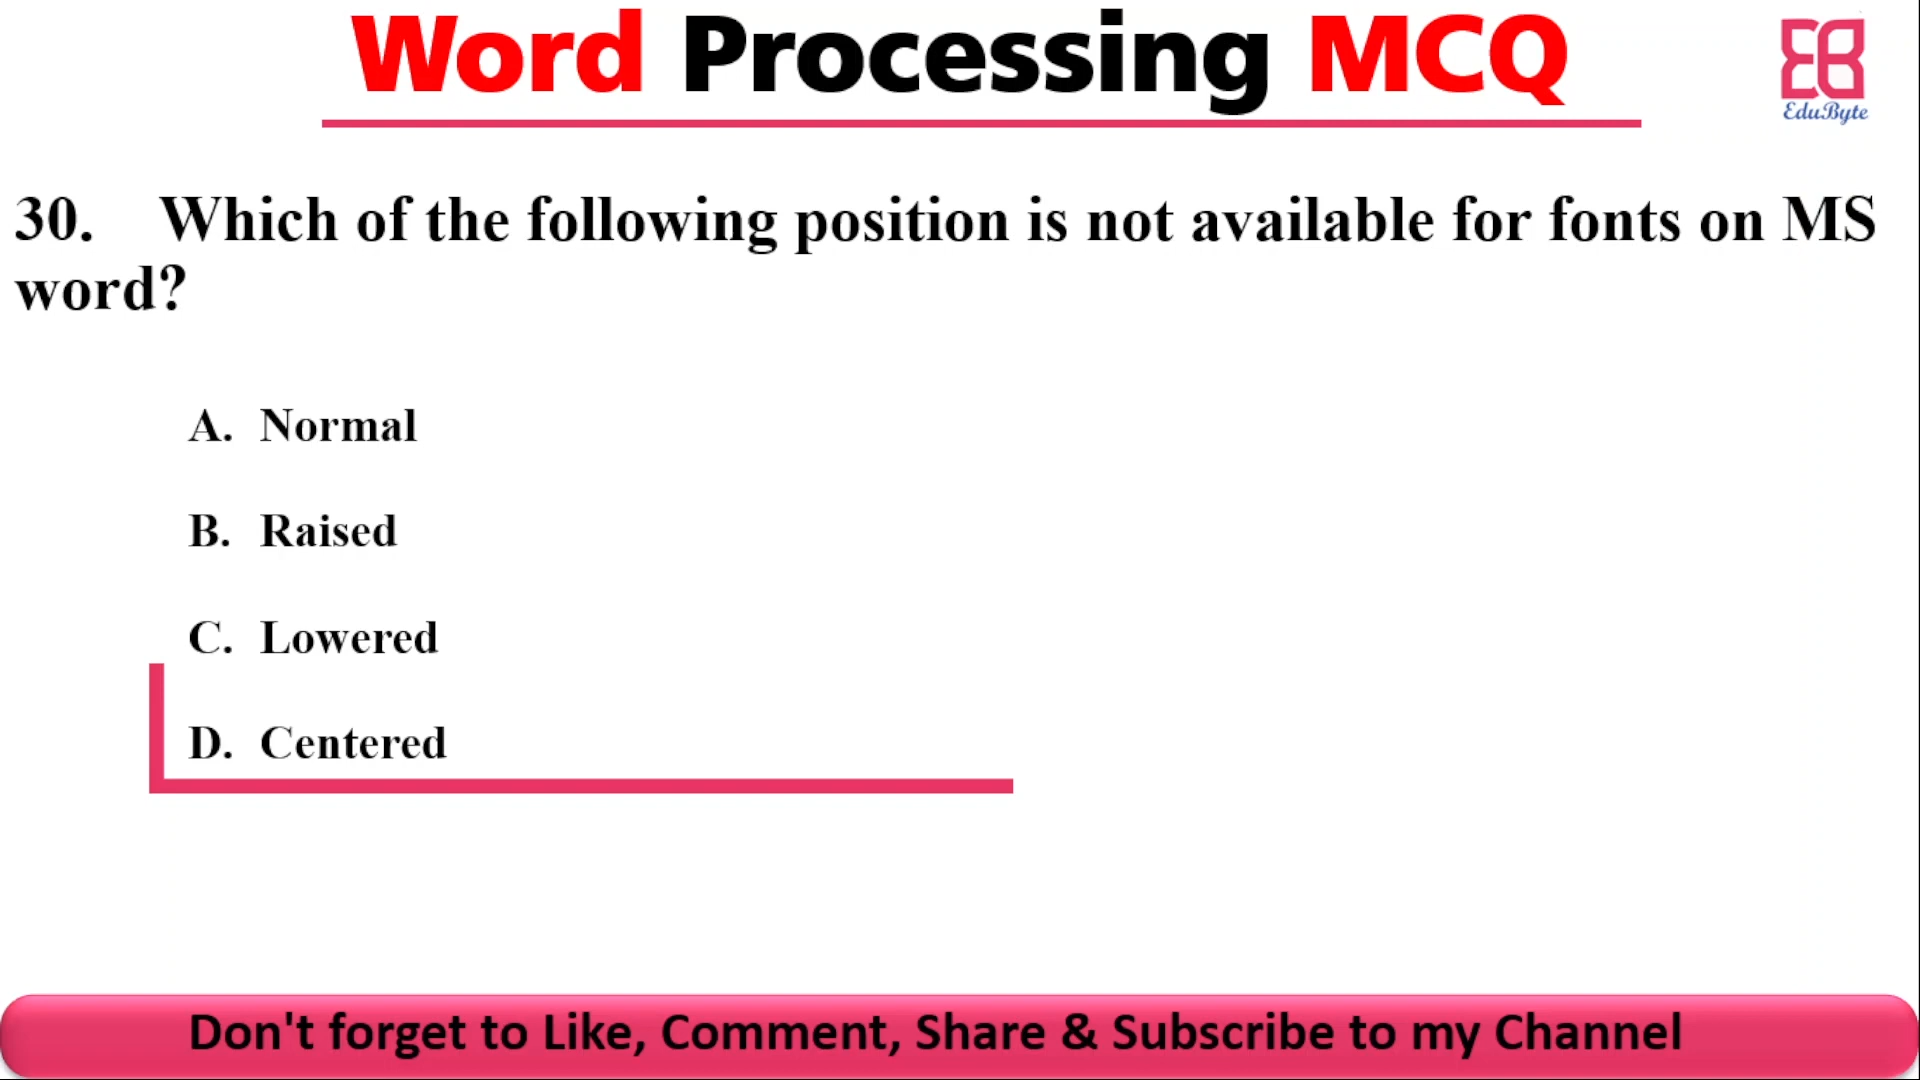 Word Processing MCQ
EduByte
30. Which of the following position is not available for fonts on MS
word?
A. Normal
B. Raised
C. Lowered
D. Centered
Don't forget to Like, Comment, Share & Subscribe to my Channel